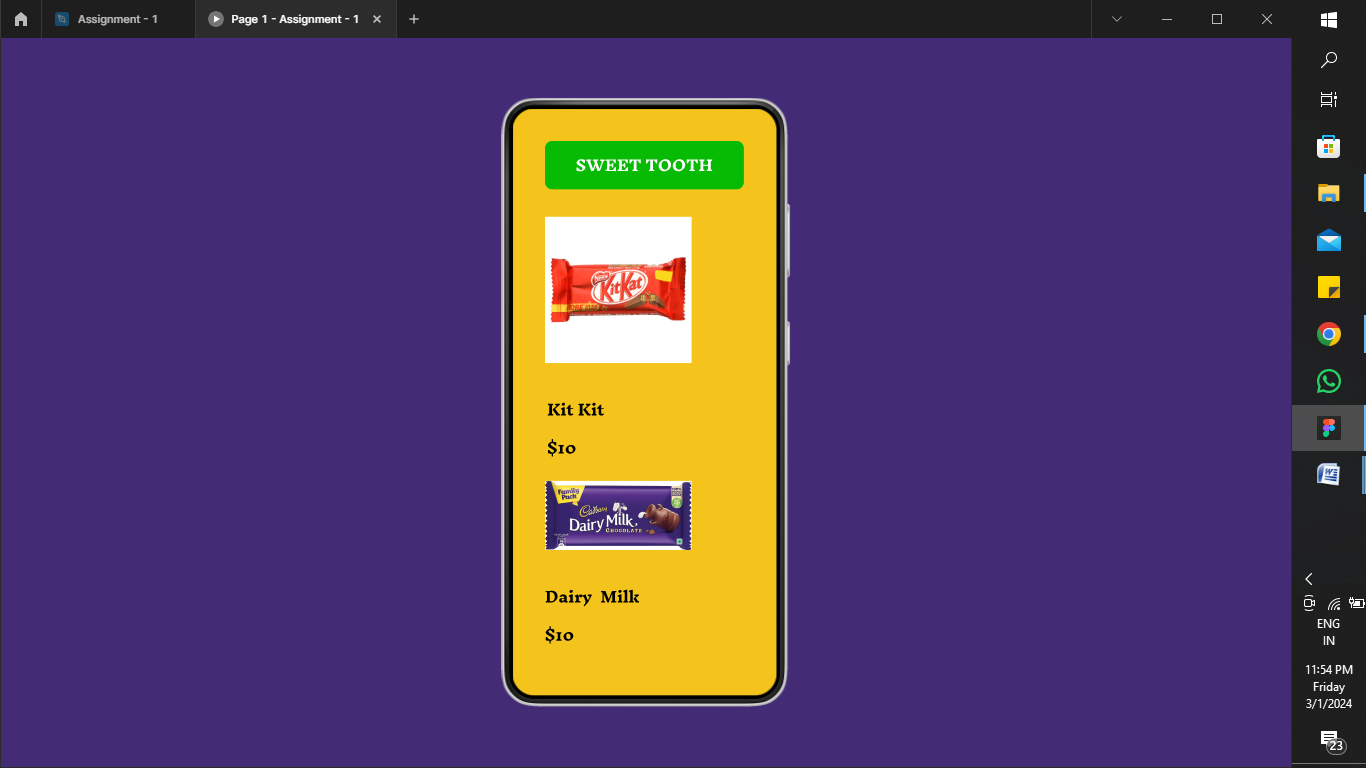 Assignment - 1
Page 1 - Assignment - 1
SWEET TOOTH
Nestle
KitKat
Kit Kit
$10
Family
Pack
Cadbury
Dairy Milk
CHOCOLATE
Dairy Milk
$10
ENG
IN
11:54 PM
Friday
3/1/2024
23